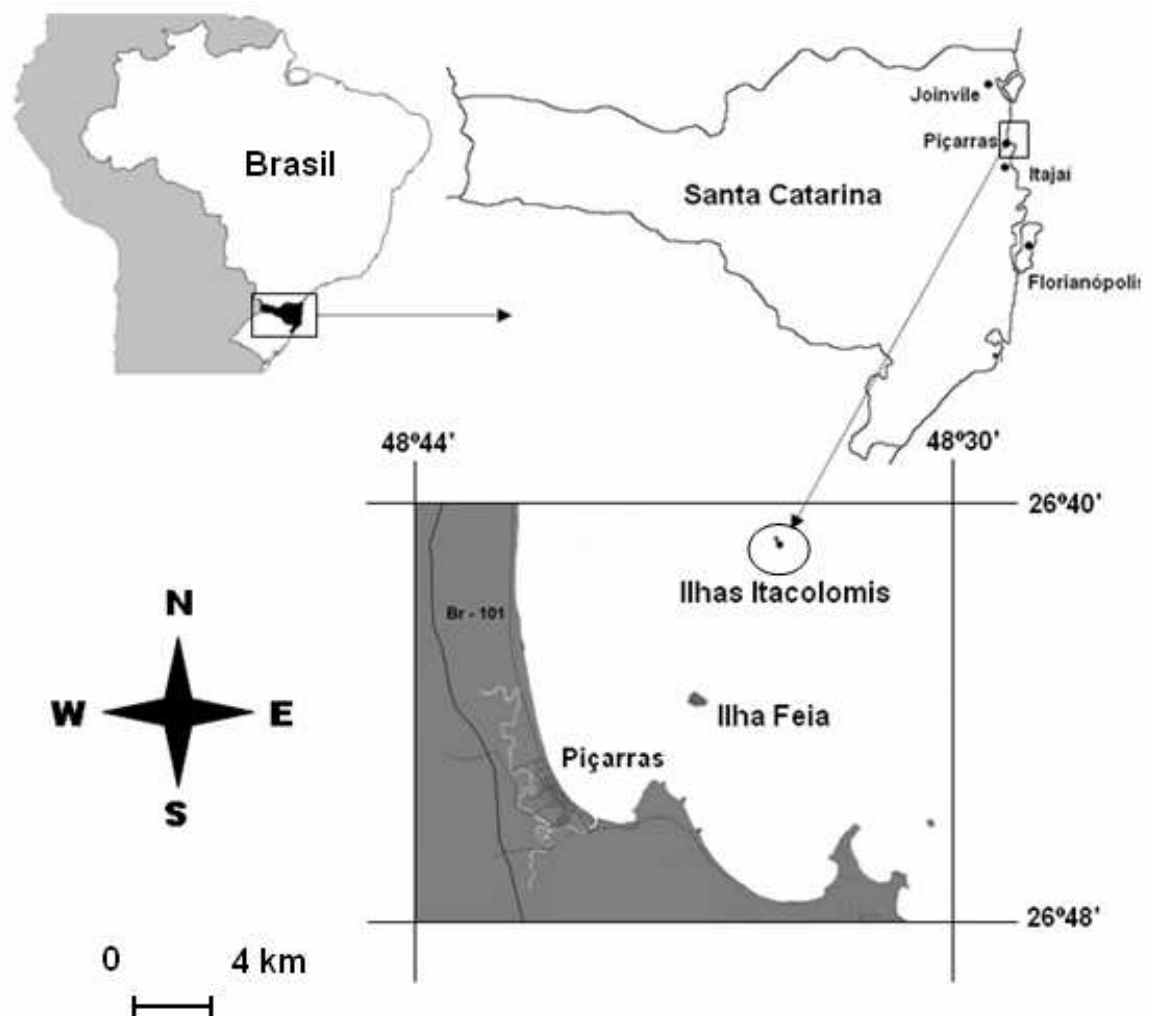 Brasil
Joinvile
Piçarras
Itajaí
Santa Catarina
Florianópolis
48º44'
48º30'
26º40'
Ilhas Itacolomis
Br - 101
N
W
E
S
Ilha Feia
Piçarras
26º48'
0
4 km